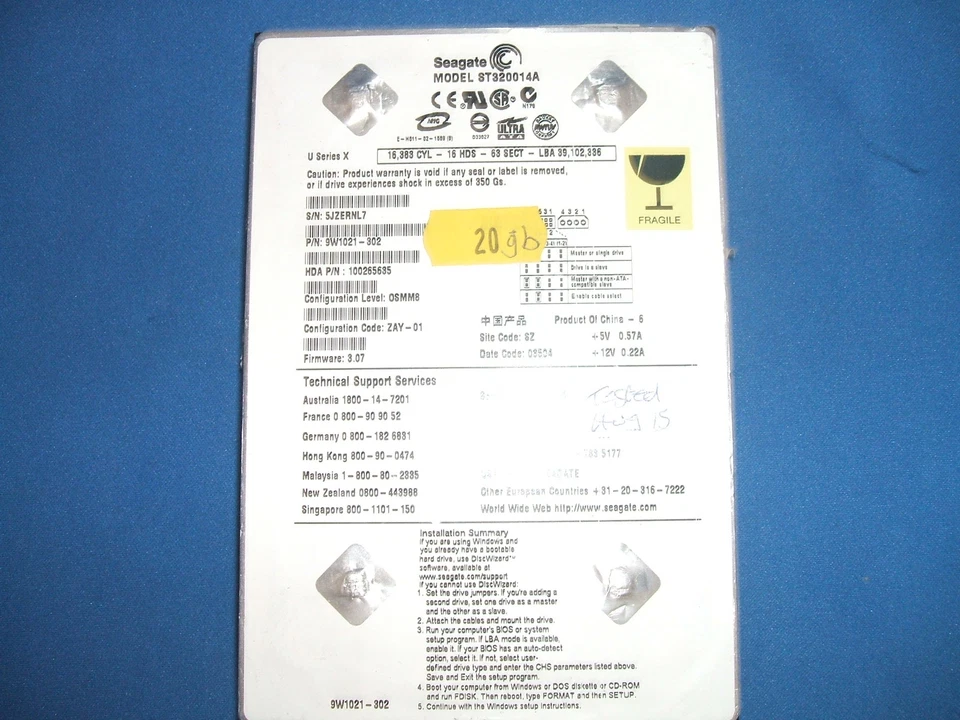 Seagate
MODEL ST320014A
N176
ULTRA
ATA
U Series X
16,383 CYL - 16 HDS - 63 SECT - LBA 39,102,336
Caution: Product warranty is void if any seal or label is removed,
or if drive experiences shock in excess of 350 Gs.
FRAGILE
S/N: 5JZERNL7
20gb
P/N: 9W1021-302
Master or single drive
Drive is a slave
HDA P/N: 100265635
Master with a non-ATA-
compatible slave
Enable cable select
Configuration Level: OSMM8
中国产品 Product Of China - 6
Configuration Code: ZAY-01
Site Code: SZ +5V 0.57A
Date Code: 03504 +12V 0.22A
Firmware: 3.07
Technical Support Services
Australia 1800-14-7201
France 0 800-90 90 52
Germany 0 800-182 6831
Hong Kong 800-90-0474
5177
Malaysia 1-800-80-2335
New Zealand 0800-443988
Other European Countries +31-20-316-7222
Singapore 800-1101-150
World Wide Web http://www.seagate.com
Installation Summary
If you are using Windows and
you already have a bootable
hard drive, use DiscWizard™
software, available at
www.seagate.com/support
If you cannot use DiscWizard:
1. Set the drive jumpers. If you're adding a
second drive, set one drive as a master
and the other as a slave.
2. Attach the cables and mount the drive.
3. Run your computer's BIOS or system
setup program. If LBA mode is available,
enable it. If your BIOS has an auto-detect
option, select it. If not, select user-
defined drive type and enter the CHS parameters listed above.
Save and Exit the setup program.
4. Boot your computer from Windows or DOS diskette or CD-ROM
and run FDISK. Then reboot, type FORMAT and then SETUP.
5. Continue with the Windows setup instructions.
9W1021-302